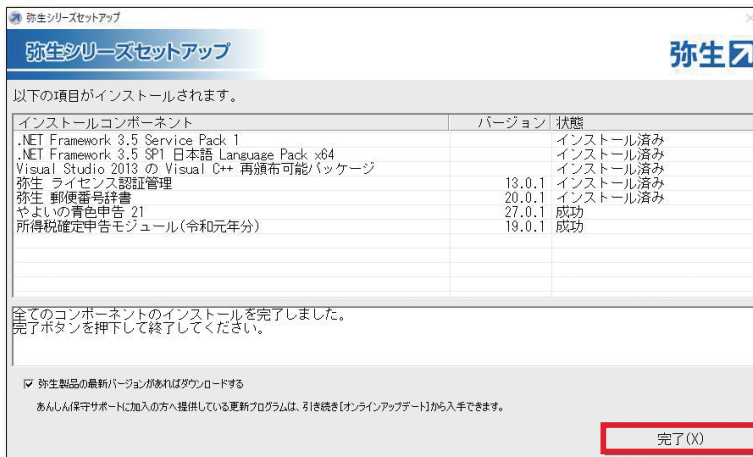 弥生シリーズセットアップ
弥生シリーズセットアップ
弥生
以下の項目がインストールされます。
インストールコンポーネント バージョン 状態
.NET Framework 3.5 Service Pack 1 インストール済み
.NET Framework 3.5 SP1 日本語 Language Pack x64 インストール済み
Visual Studio 2013 の Visual C++ 再頒布可能パッケージ インストール済み
弥生 ライセンス認証管理 13.0.1 インストール済み
弥生 郵便番号辞書 20.0.1 インストール済み
やよいの青色申告 21 27.0.1 成功
所得税確定申告モジュール(令和元年分) 19.0.1 成功
全てのコンポーネントのインストールを完了しました。
完了ボタンを押下して終了してください。
弥生製品の最新バージョンがあればダウンロードする
あんしん保守サポートに加入の方へ提供している更新プログラムは、引き続き[オンラインアップデート]から入手できます。
完了(X)